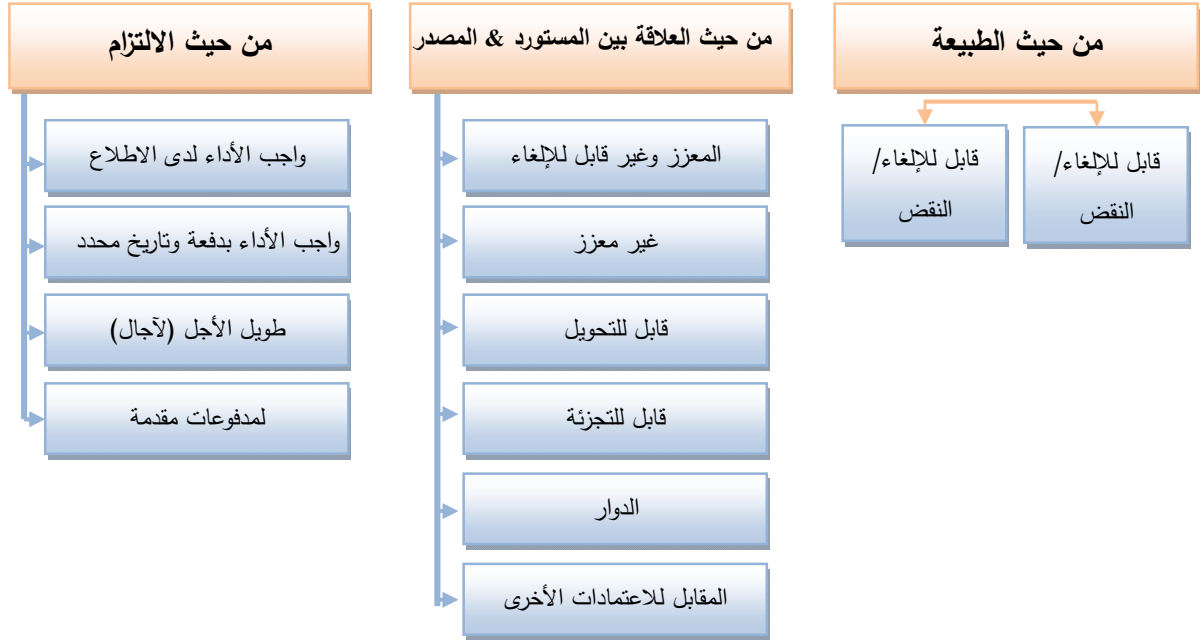 من حيث الطبيعة
قابل للإلغاء/
النقض
قابل للإلغاء/
النقض
من حيث العلاقة بين المستورد & المصدر
المعزز وغير قابل للإلغاء
غير معزز
قابل للتحويل
قابل للتجزئة
الدوار
المقابل للاعتمادات الأخرى
من حيث الالتزام
واجب الأداء لدى الاطلاع
واجب الأداء بدفعة وتاريخ محدد
طويل الأجل (لآجال)
لمدفوعات مقدمة